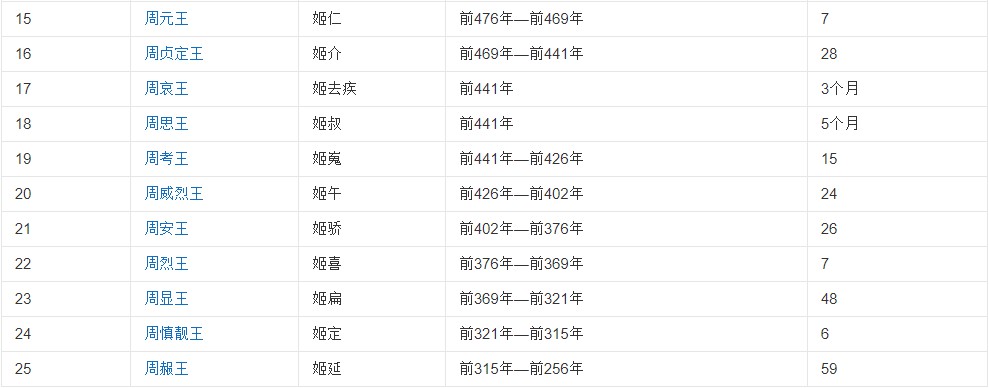 15 周元王 姬仁 前476年—前469年 7
16 周贞定王 姬介 前469年—前441年 28
17 周哀王 姬去疾 前441年 3个月
18 周思王 姬叔 前441年 5个月
19 周考王 姬嵬 前441年—前426年 15
20 周威烈王 姬午 前426年—前402年 24
21 周安王 姬骄 前402年—前376年 26
22 周烈王 姬喜 前376年—前369年 7
23 周显王 姬扁 前369年—前321年 48
24 周慎靓王 姬定 前321年—前315年 6
25 周赧王 姬延 前315年—前256年 59